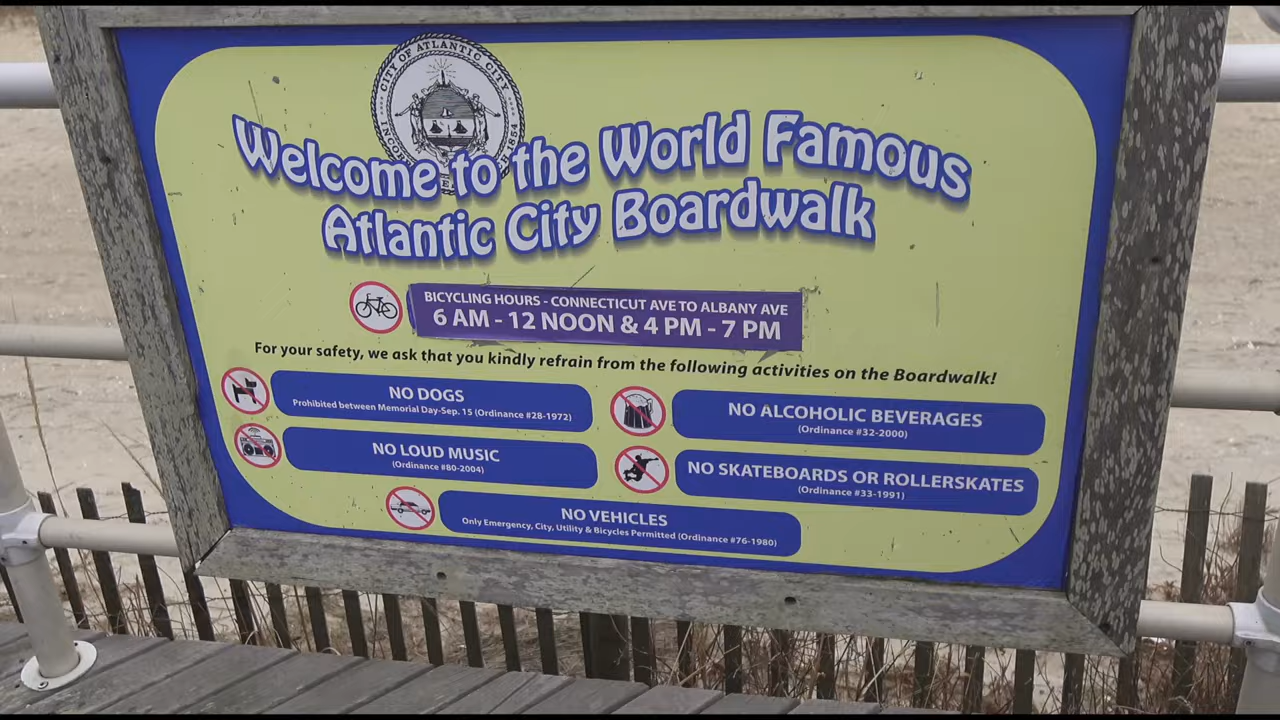 CITY OF ATLANTIC CITY
1854
Welcome to the World Famous
Atlantic City Boardwalk
BICYCLING HOURS - CONNECTICUT AVE TO ALBANY AVE
6 AM - 12 NOON & 4 PM - 7 PM
For your safety, we ask that you kindly refrain from the following activities on the Boardwalk!
NO DOGS
Prohibited between Memorial Day-Sep. 15 (Ordinance #28-1972)
NO ALCOHOLIC BEVERAGES
(Ordinance #32-2000)
NO LOUD MUSIC
(Ordinance #80-2004)
NO SKATEBOARDS OR ROLLERSKATES
(Ordinance #33-1991)
NO VEHICLES
Only Emergency, City, Utility & Bicycles Permitted (Ordinance #76-1980)